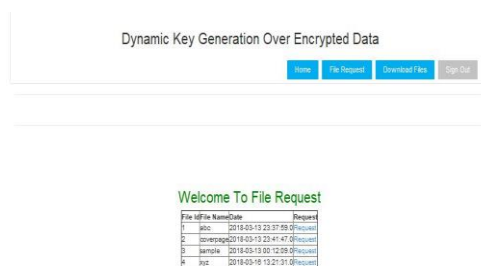 Dynamic Key Generation Over Encrypted Data
Home File Request Download Files Sign Out
Welcome To File Request
File Id File Name Date Request
1 abc 2018-03-13 23:37:59.0 Request
2 coverpage 2018-03-13 23:41:47.0 Request
3 sample 2018-03-13 00:12:09.0 Request
4 xyz 2018-03-16 13:21:31.0 Request